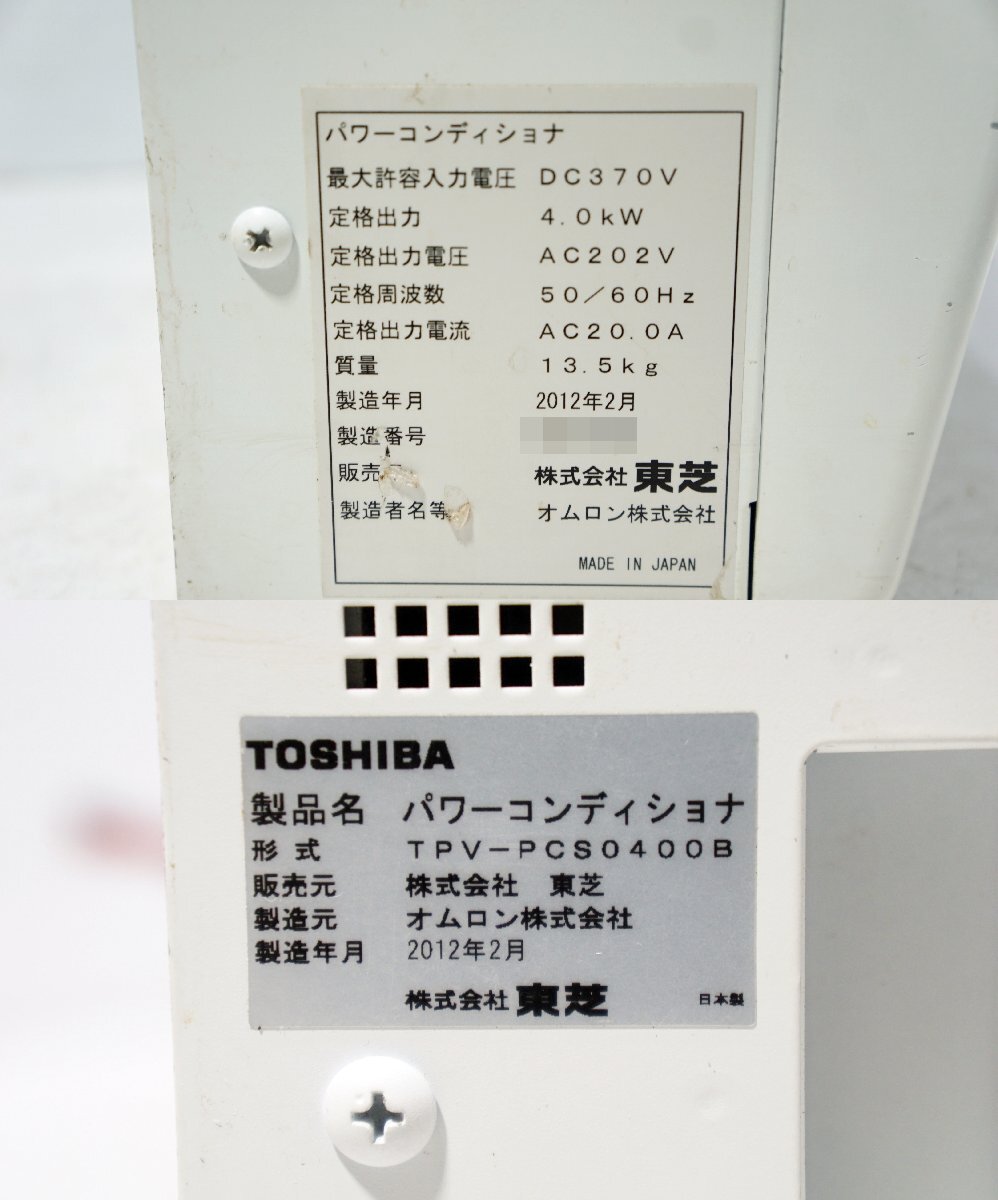 パワーコンディショナ
最大許容入力電圧 DC370V
定格出力 4.0kW
定格出力電圧 AC202V
定格周波数 50/60Hz
定格出力電流 AC20.0A
質量 13.5kg
製造年月 2012年2月
製造番号
販売 株式会社 東芝
製造者名等 オムロン株式会社
MADE IN JAPAN
TOSHIBA
製品名 パワーコンディショナ
形式 TPV-PCS0400B
販売元 株式会社 東芝
製造元 オムロン株式会社
製造年月 2012年2月
株式会社 東芝 日本製